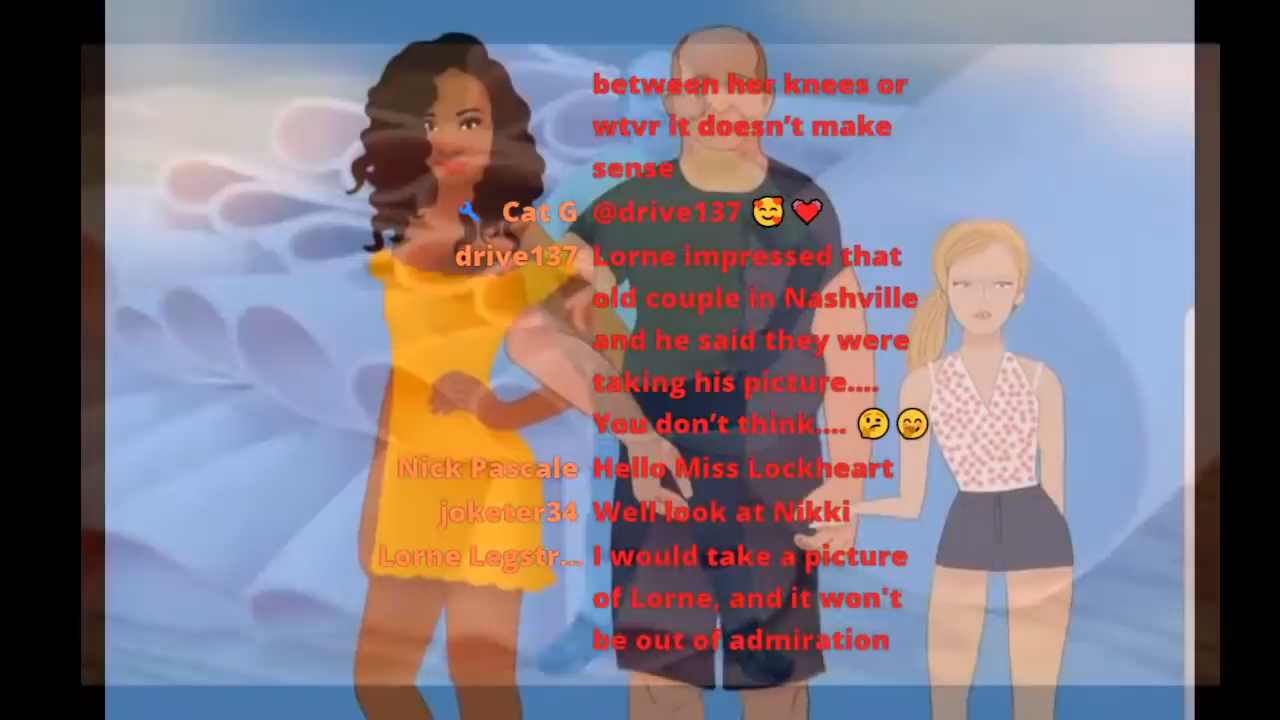 between her knees or
wtvr it doesn’t make
sense
Cat G @drive137 🥰 💓
drive137 Lorne impressed that
old couple in Nashville
and he said they were
taking his picture....
You don’t think.... 🤔 🤭
Nick Pascale Hello Miss Lockheart
joketer34 Well look at Nikki
Lorne Legstr... I would take a picture
of Lorne, and it won't
be out of admiration